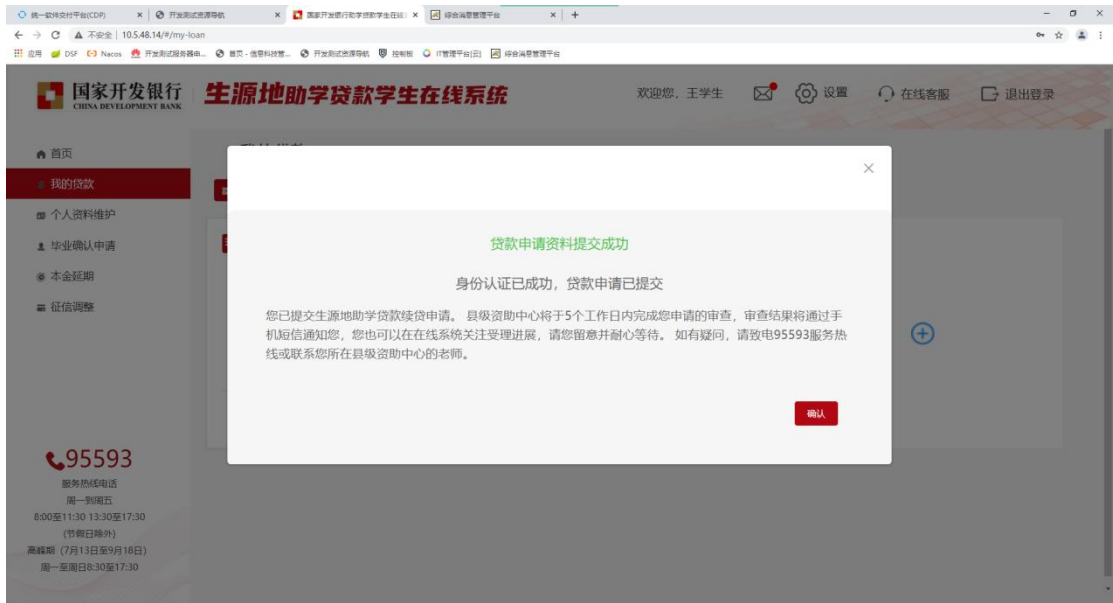 统一软件交付平台(CDP)
开发测试资源导航
国家开发银行助学贷款学生在线
综合消息管理平台
不安全 | 10.5.48.14/#/my-loan
应用
DSF
Nacos
开发测试服务器申...
首页 - 信息科技管...
开发测试资源导航
控制板
IT管理平台(云)
综合消息管理平台
国家开发银行
CHINA DEVELOPMENT BANK
生源地助学贷款学生在线系统
欢迎您，王学生
设置
在线客服
退出登录
首页
我的贷款
个人资料维护
毕业确认申请
本金延期
征信调整
贷款申请资料提交成功
身份认证已成功，贷款申请已提交
您已提交生源地助学贷款续贷申请。 县级资助中心将于5个工作日内完成您申请的审查，审查结果将通过手
机短信通知您，您也可以在在线系统关注受理进展，请您留意并耐心等待。 如有疑问，请致电95593服务热
线或联系您所在县级资助中心的老师。
确认
95593
服务热线电话
周一到周五
8:00至11:30 13:30至17:30
(节假日除外)
高峰期（7月13日至9月18日）
周一至周日8:30至17:30